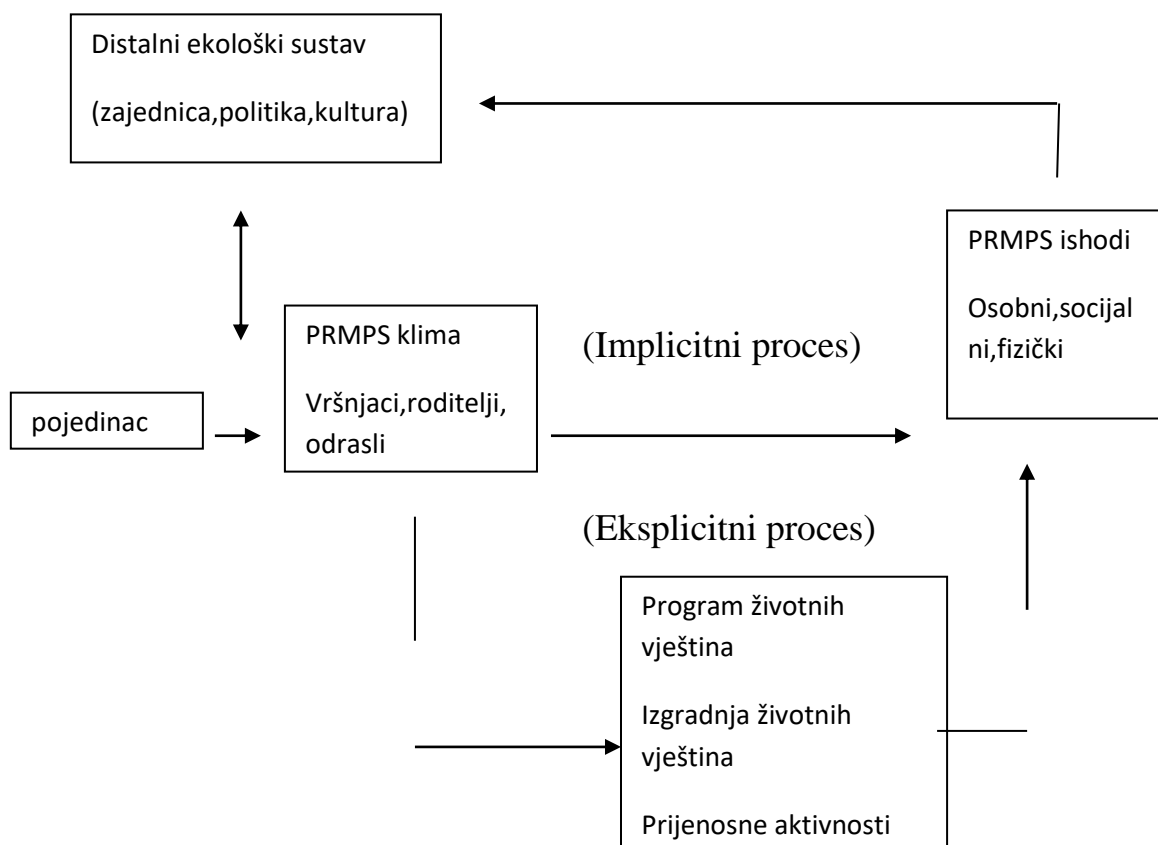 Distalni ekološki sustav
(zajednica,politika,kultura)
PRMPS ishodi
Osobni,socijal
ni,fizički
PRMPS klima
Vršnjaci,roditelji,
odrasli
(Implicitni proces)
pojedinac
(Eksplicitni proces)
Program životnih
vještina
Izgradnja životnih
vještina
Prijenosne aktivnosti